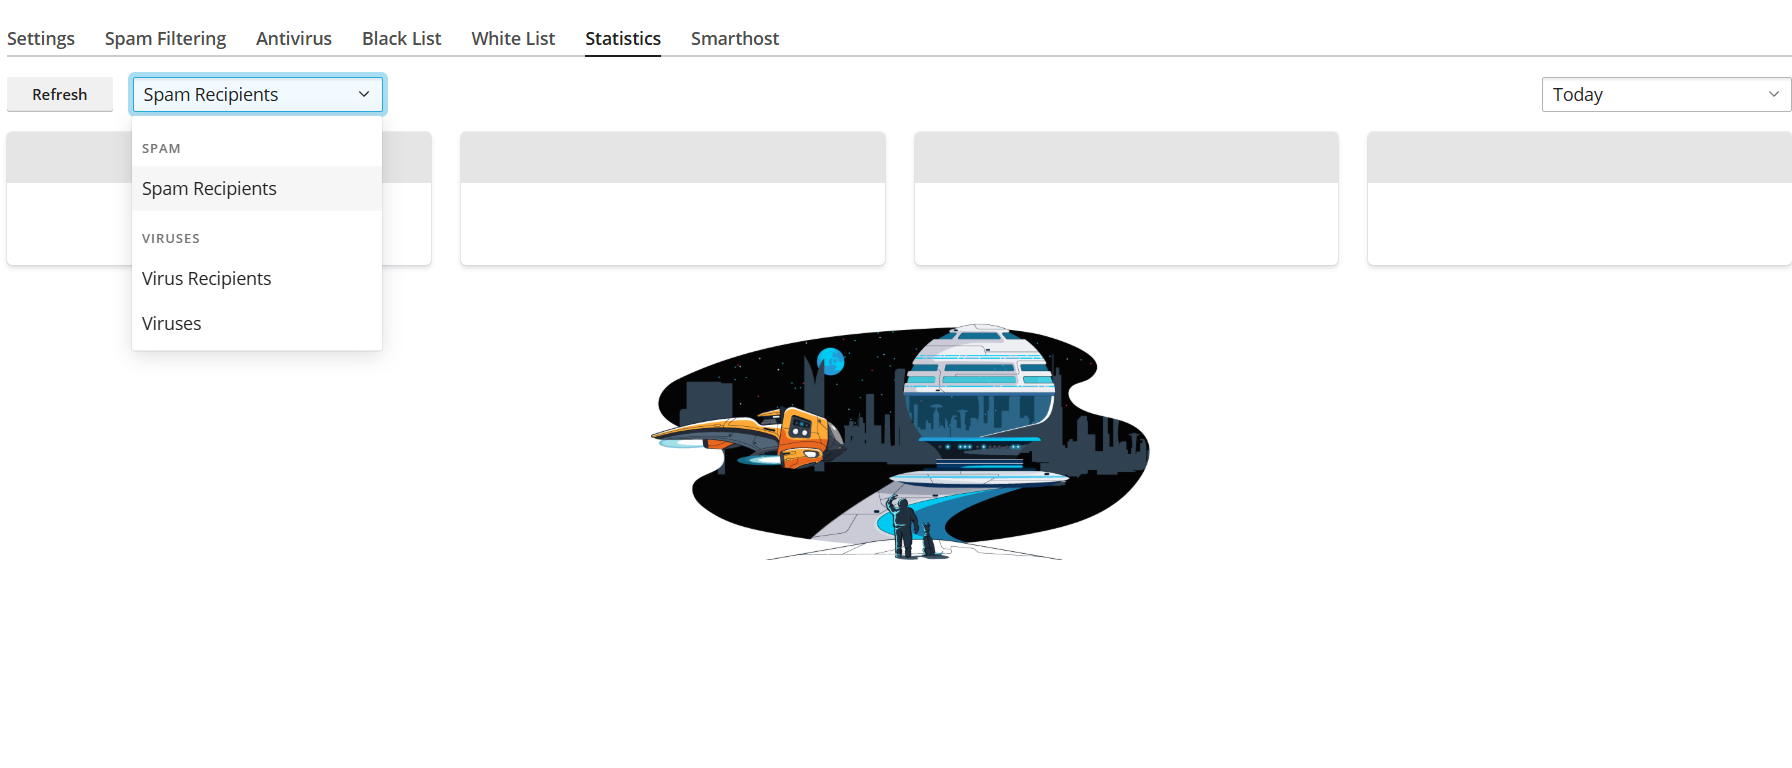 Settings Spam Filtering Antivirus Black List White List Statistics Smarthost
Refresh Spam Recipients Today
SPAM
Spam Recipients
VIRUSES
Virus Recipients
Viruses